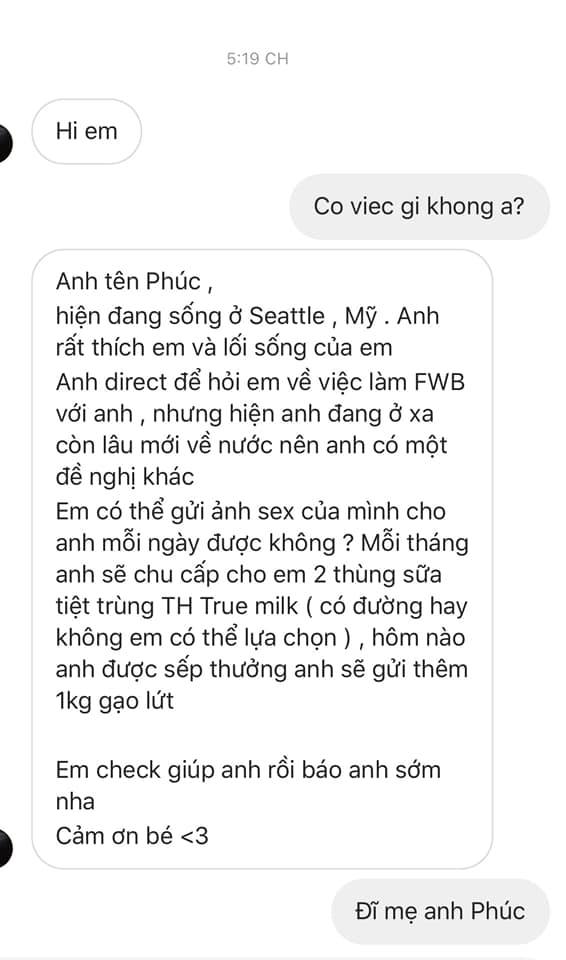 5:19 CH
Hi em
Co viec gi khong a?
Anh tên Phúc ,
hiện đang sống ở Seattle , Mỹ . Anh
rất thích em và lối sống của em
Anh direct để hỏi em về việc làm FWB
với anh , nhưng hiện anh đang ở xa
còn lâu mới về nước nên anh có một
đề nghị khác
Em có thể gửi ảnh sex của mình cho
anh mỗi ngày được không ? Mỗi tháng
anh sẽ chu cấp cho em 2 thùng sữa
tiệt trùng TH True milk ( có đường hay
không em có thể lựa chọn ) , hôm nào
anh được sếp thưởng anh sẽ gửi thêm
1kg gạo lứt
Em check giúp anh rồi báo anh sớm
nha
Cảm ơn bé <3
Đĩ mẹ anh Phúc